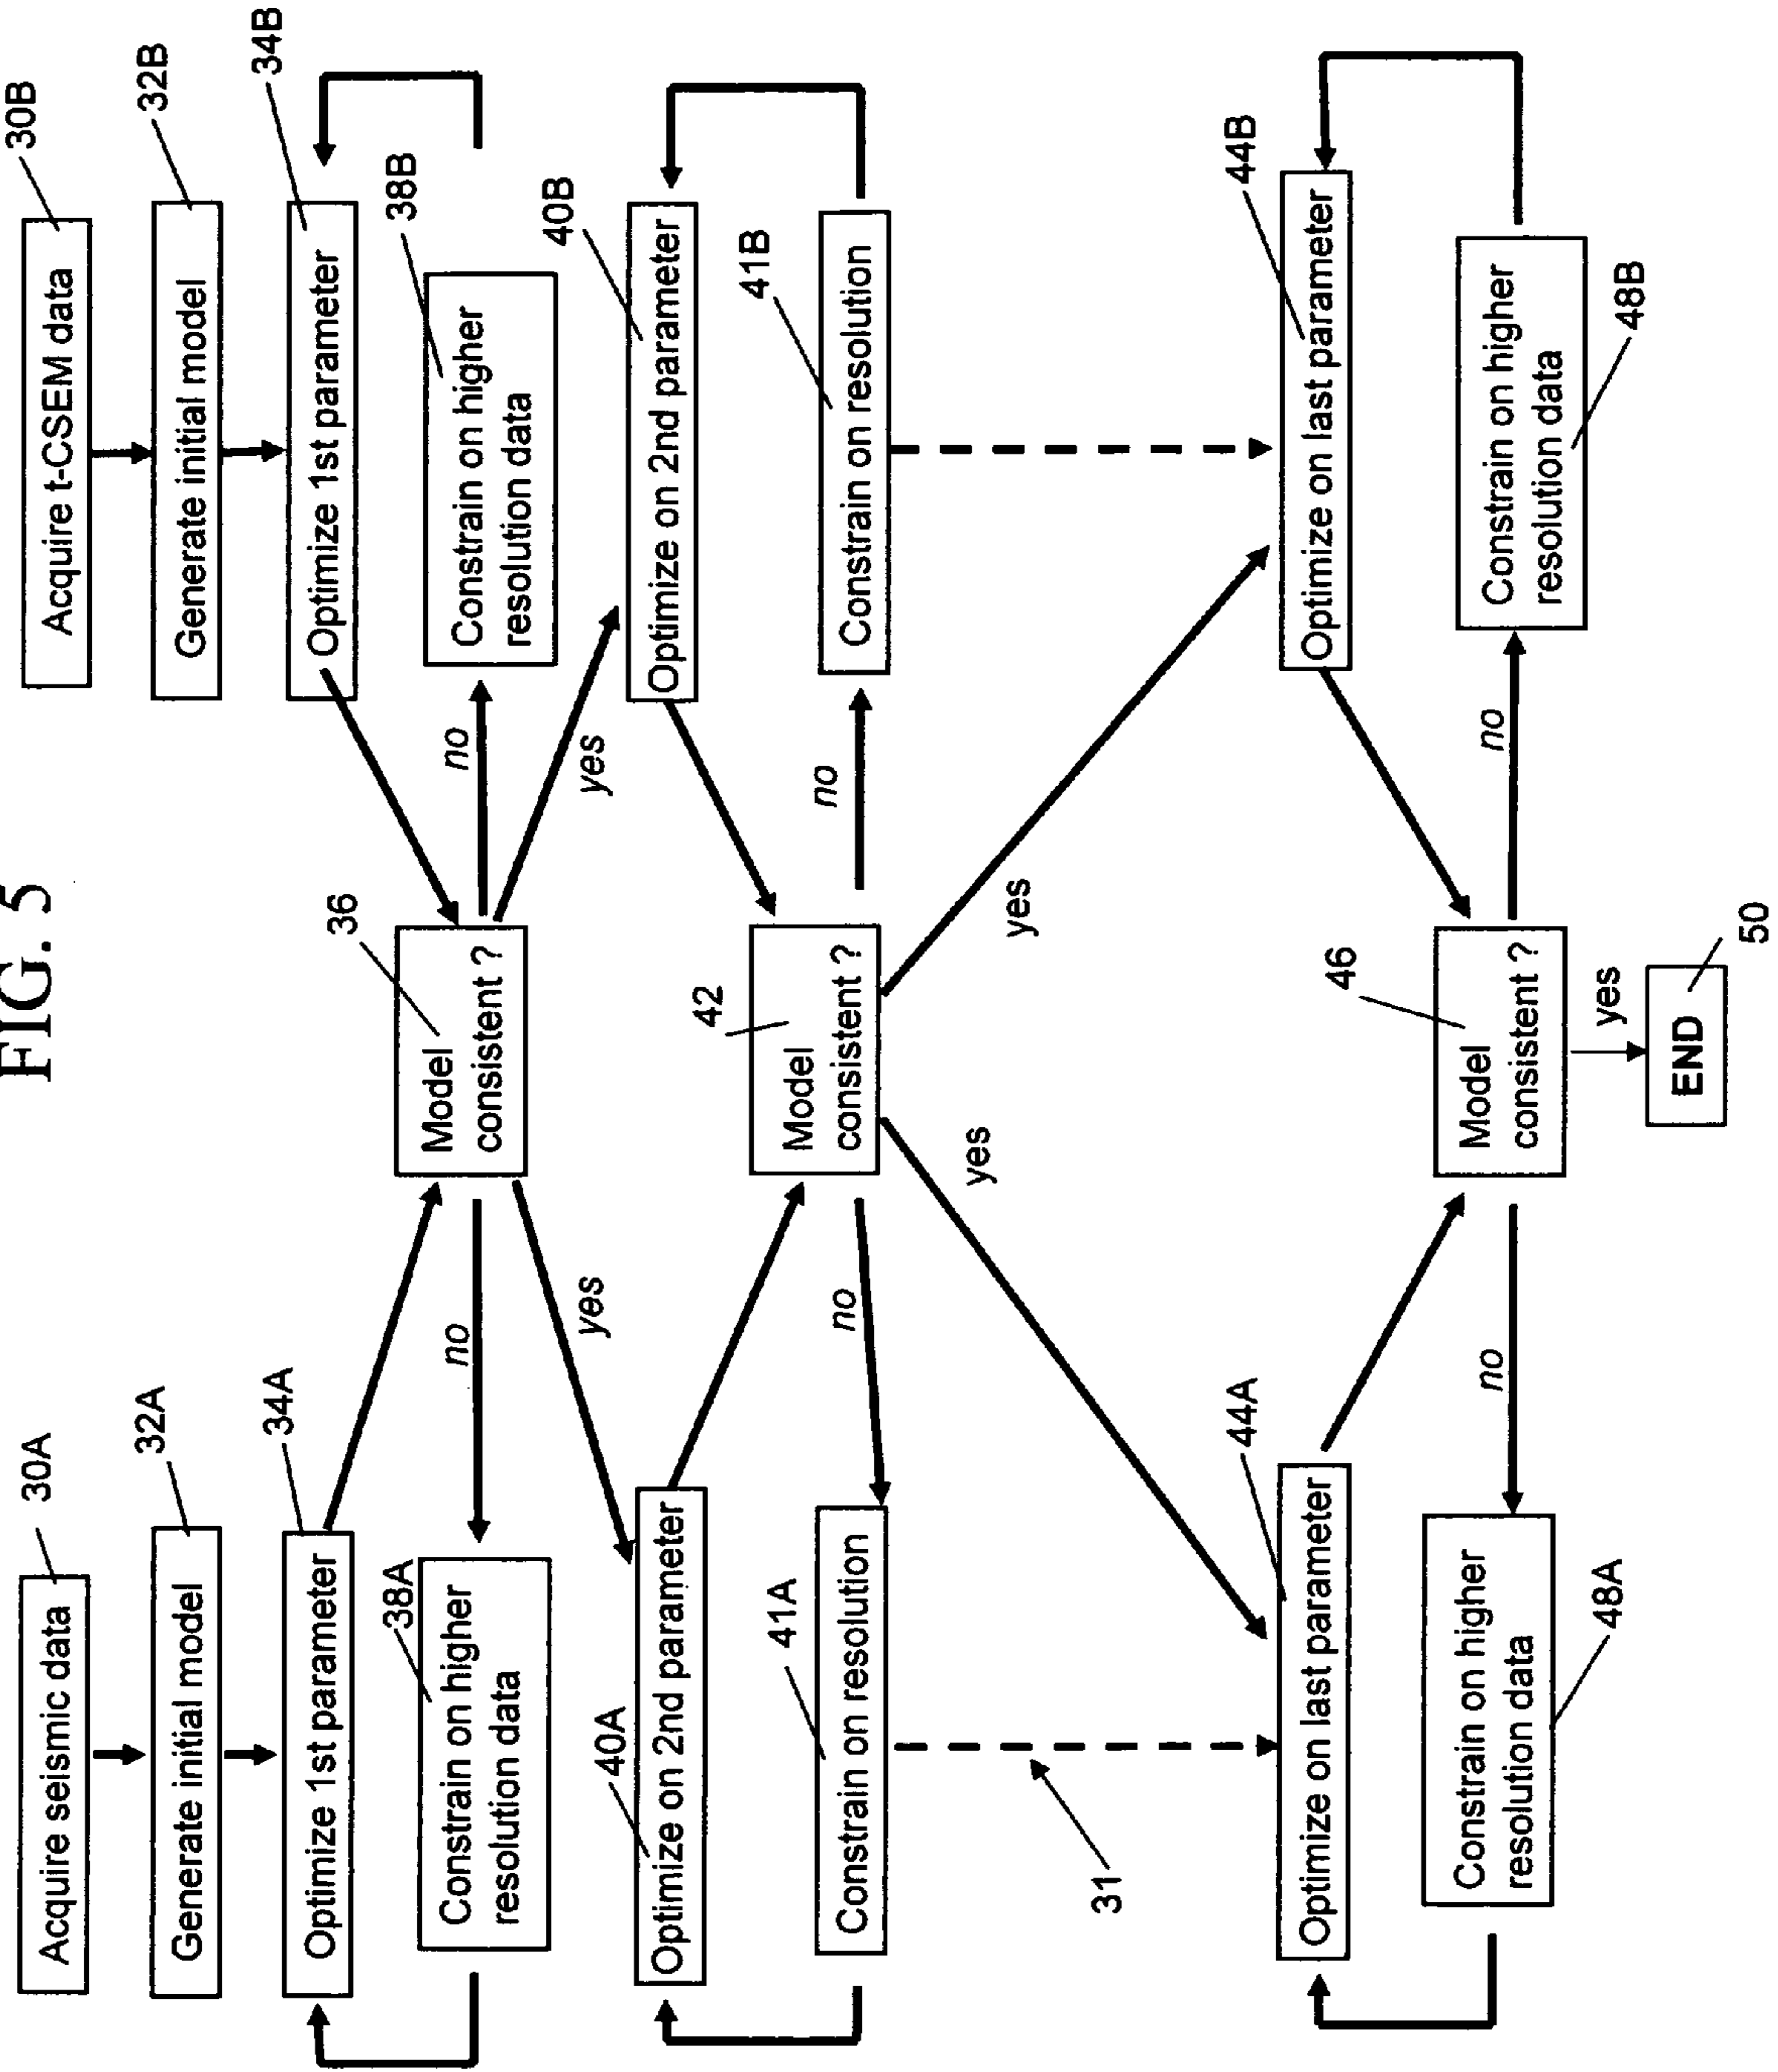 FIG. 5
30A
Acquire seismic data
30B
Acquire t-CSEM data
32A
Generate initial model
32B
Generate initial model
34A
Optimize 1st parameter
34B
Optimize 1st parameter
36
Model
consistent ?
no
no
38A
Constrain on higher
resolution data
38B
Constrain on higher
resolution data
yes
yes
40A
Optimize on 2nd parameter
40B
Optimize on 2nd parameter
42
Model
consistent ?
no
no
41A
Constrain on resolution
41B
Constrain on resolution
yes
yes
31
44A
Optimize on last parameter
44B
Optimize on last parameter
46
Model
consistent ?
no
no
48A
Constrain on higher
resolution data
48B
Constrain on higher
resolution data
yes
END
50